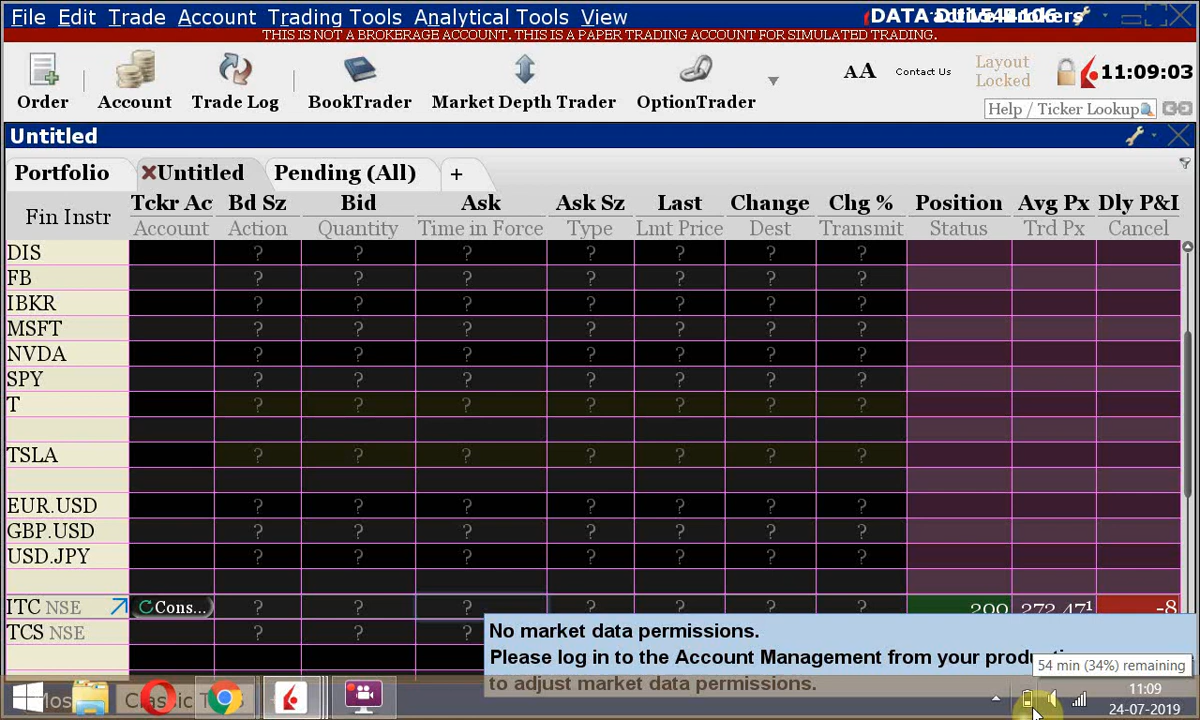 File Edit Trade Account Trading Tools Analytical Tools View DATA
THIS IS NOT A BROKERAGE ACCOUNT. THIS IS A PAPER TRADING ACCOUNT FOR SIMULATED TRADING.
Order Account Trade Log BookTrader Market Depth Trader OptionTrader AA Contact Us Layout Locked 11:09:03
Help / Ticker Lookup
Untitled
Portfolio Untitled Pending (All) +
Fin Instr Tckr Ac Bd Sz Bid Ask Ask Sz Last Change Chg % Position Avg Px Dly P&L
Account Action Quantity Time in Force Type Lmt Price Dest Transmit Status Trd Px Cancel
DIS ? ? ? ? ? ? ?
FB ? ? ? ? ? ? ?
IBKR ? ? ? ? ? ? ?
MSFT ? ? ? ? ? ? ?
NVDA ? ? ? ? ? ? ?
SPY ? ? ? ? ? ? ?
T ? ? ? ? ? ? ?
TSLA ? ? ? ? ? ? ?
EUR.USD ? ? ? ? ? ? ?
GBP.USD ? ? ? ? ? ? ?
USD.JPY ? ? ? ? ? ? ?
ITC NSE Cons... ? ? ? ? ? ? ? 200 272.47¹ -8
TCS NSE ? ? ?
No market data permissions.
Please log in to the Account Management from your
to adjust market data permissions.
54 min (34%) remaining
11:09
24-07-2019